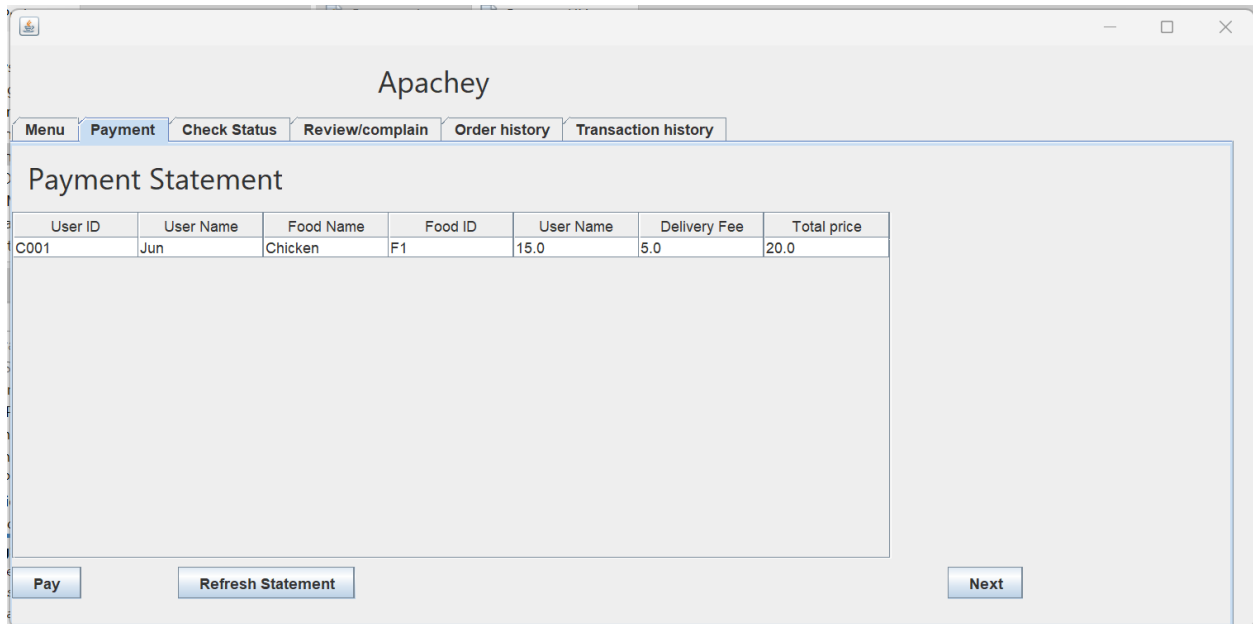 Apachey
Menu Payment Check Status Review/complain Order history Transaction history
Payment Statement
User ID User Name Food Name Food ID User Name Delivery Fee Total price
C001 Jun Chicken F1 15.0 5.0 20.0
Pay Refresh Statement Next